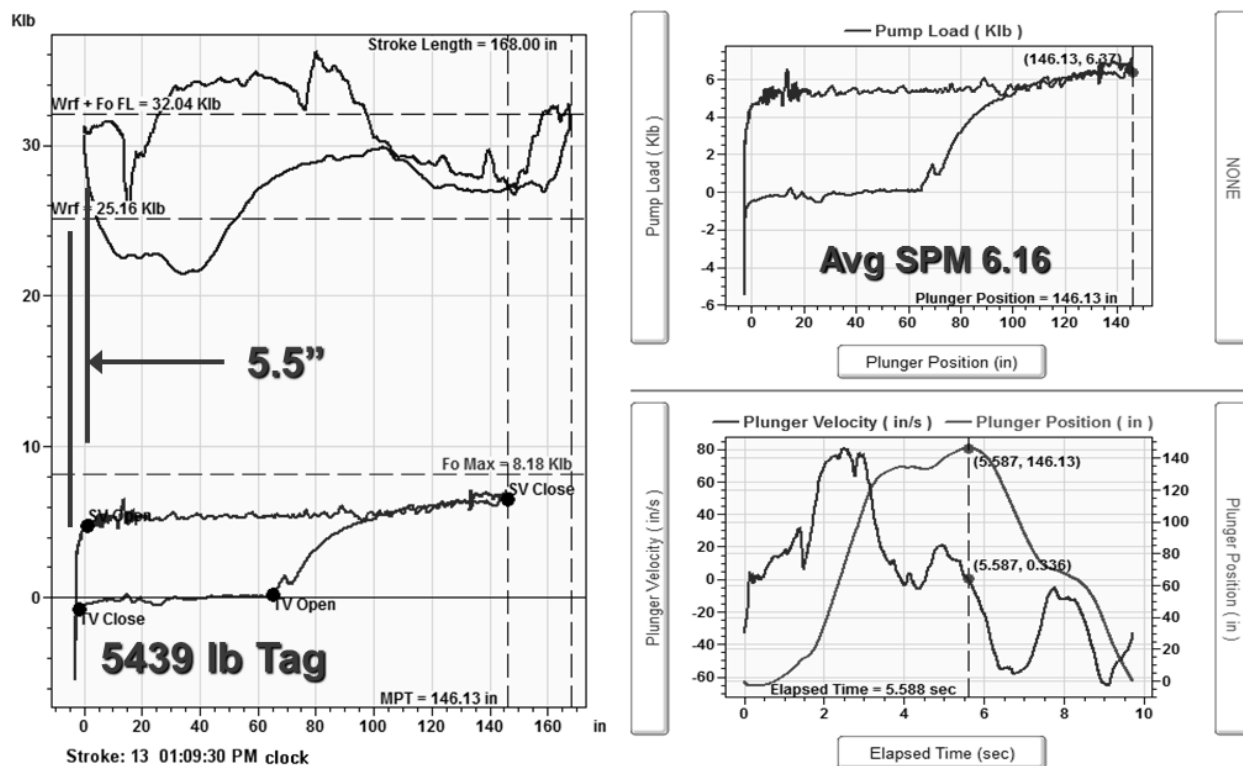 Klb
Stroke Length = 168.00 in
Wrf + Fo FL = 32.04 Klb
30
Wrf = 25.16 Klb
20
5.5”
10
Fo Max = 8.18 Klb
SV Close
SV Open
0
TV Open
TV Close
5439 lb Tag
MPT = 146.13 in
0 20 40 60 80 100 120 140 160 in
Stroke: 13 01:09:30 PM clock
Pump Load ( Klb )
(146.13, 6.37)
Pump Load ( Klb )
6
4
2
0
-2
-4
-6
NONE
Avg SPM 6.16
Plunger Position = 146.13 in
0 20 40 60 80 100 120 140
Plunger Position (in)
Plunger Velocity ( in/s ) Plunger Position ( in )
Plunger Velocity ( in/s )
80
60
40
20
0
-20
-40
-60
140
120
100
80
60
40
20
0
Plunger Position ( in )
(5.587, 146.13)
(5.587, 0.336)
Elapsed Time = 5.588 sec
0 2 4 6 8 10
Elapsed Time (sec)